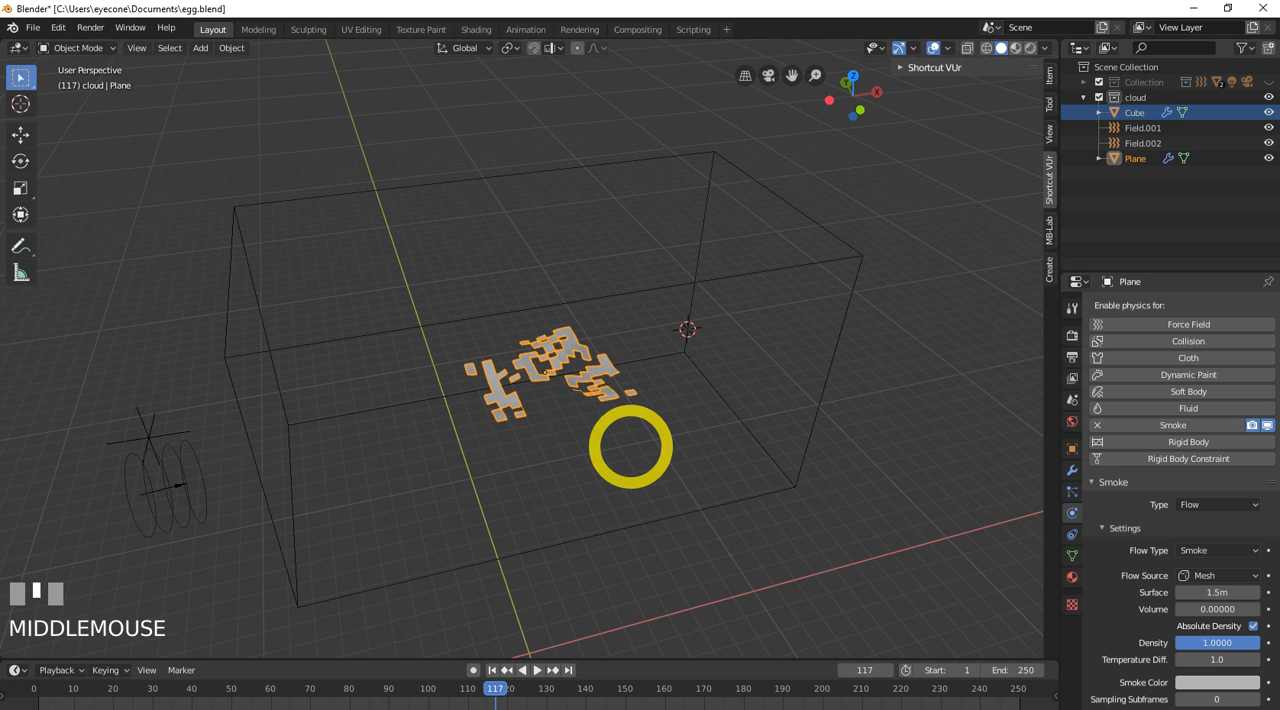 Blender* [C:\Users\eyecone\Documents\egg.blend]
File Edit Render Window Help Layout Modeling Sculpting UV Editing Texture Paint Shading Animation Rendering Compositing Scripting + Scene View Layer
Object Mode View Select Add Object Global
User Perspective
(117) cloud | Plane
Shortcut VUr
Z
Y
X
Item
Tool
View
Shortcut VUr
MB-Lab
Create
Scene Collection
Collection 2
cloud
Cube
Field.001
Field.002
Plane
Plane
Enable physics for:
Force Field
Collision
Cloth
Dynamic Paint
Soft Body
Fluid
Smoke
Rigid Body
Rigid Body Constraint
Smoke
Type Flow
Settings
Flow Type Smoke
Flow Source Mesh
Surface 1.5m
Volume 0.00000
Absolute Density
Density 1.0000
Temperature Diff. 1.0
Smoke Color
Sampling Subframes 0
MIDDLEMOUSE
Playback Keying View Marker 117 Start: 1 End: 250
0 10 20 30 40 50 60 70 80 90 100 110 117 120 130 140 150 160 170 180 190 200 210 220 230 240 250